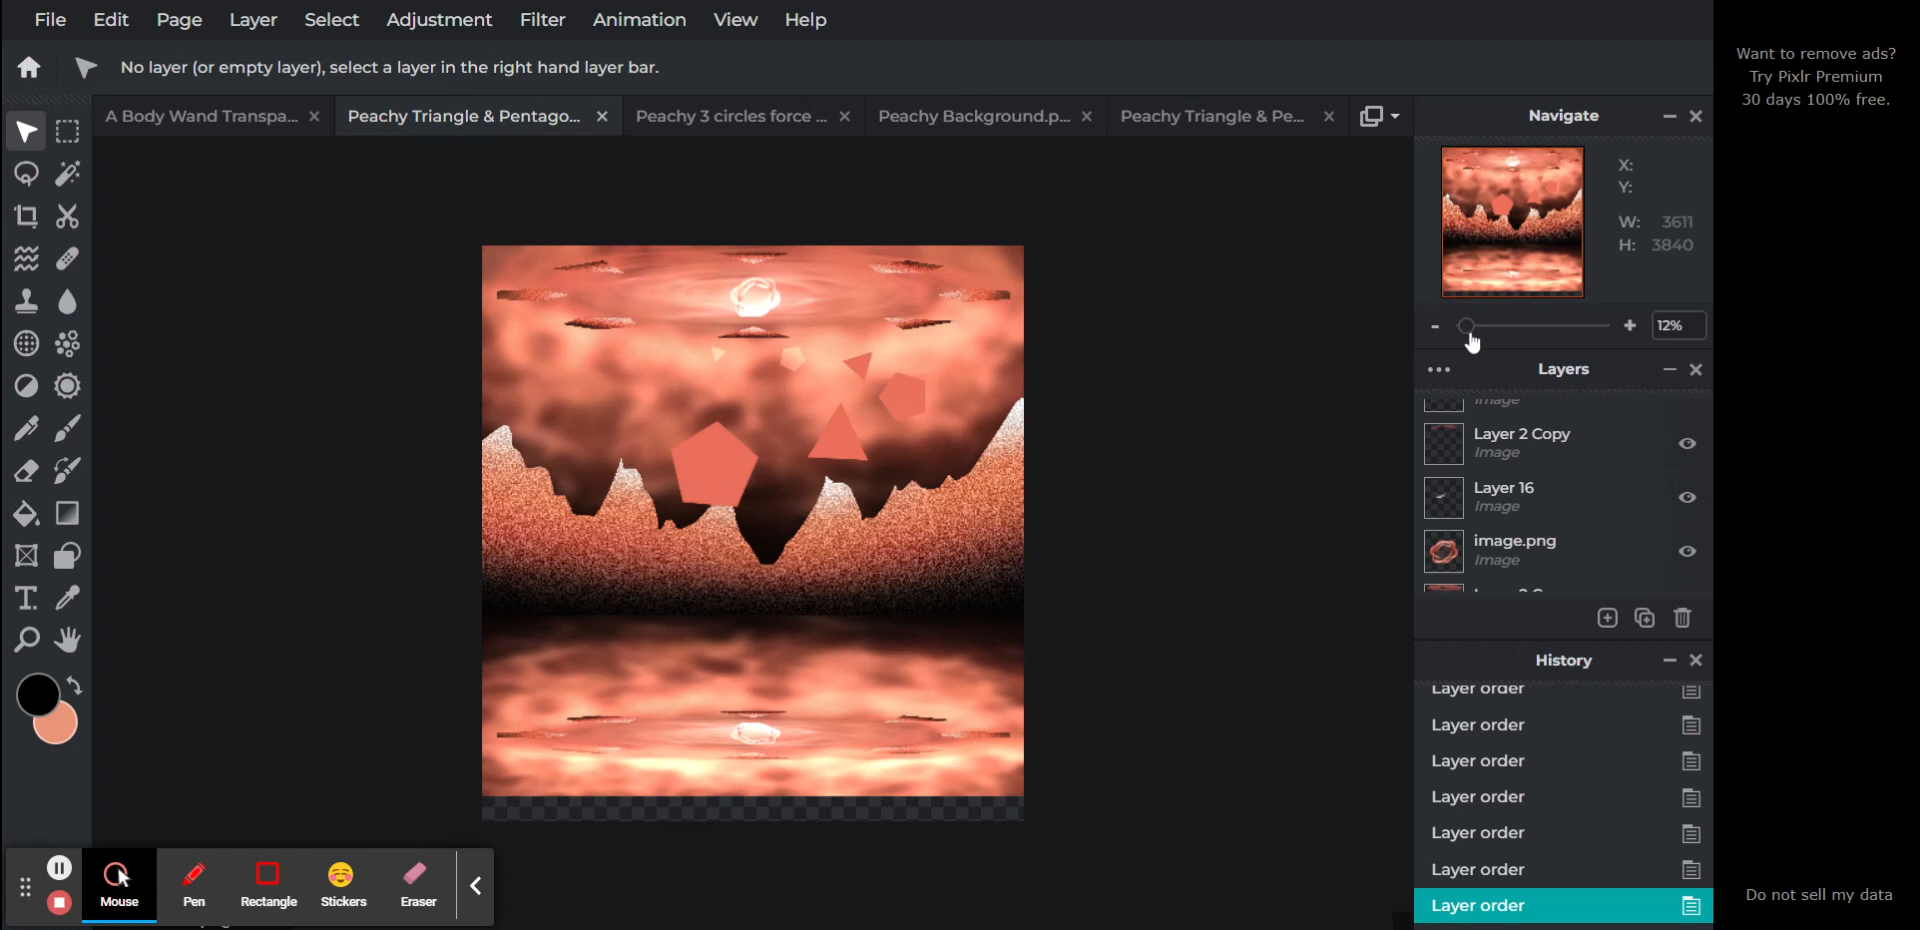 File Edit Page Layer Select Adjustment Filter Animation View Help
No layer (or empty layer), select a layer in the right hand layer bar.
A Body Wand Transpa... Peachy Triangle & Pentago... Peachy 3 circles force ... Peachy Background.p... Peachy Triangle & Pe...
Navigate
X:
Y:
W: 3611
H: 3840
12%
Layers
Image
Layer 2 Copy
Image
Layer 16
Image
image.png
Image
History
Layer order
Layer order
Layer order
Layer order
Layer order
Layer order
Layer order
Mouse Pen Rectangle Stickers Eraser
Want to remove ads?
Try Pixlr Premium
30 days 100% free.
Do not sell my data